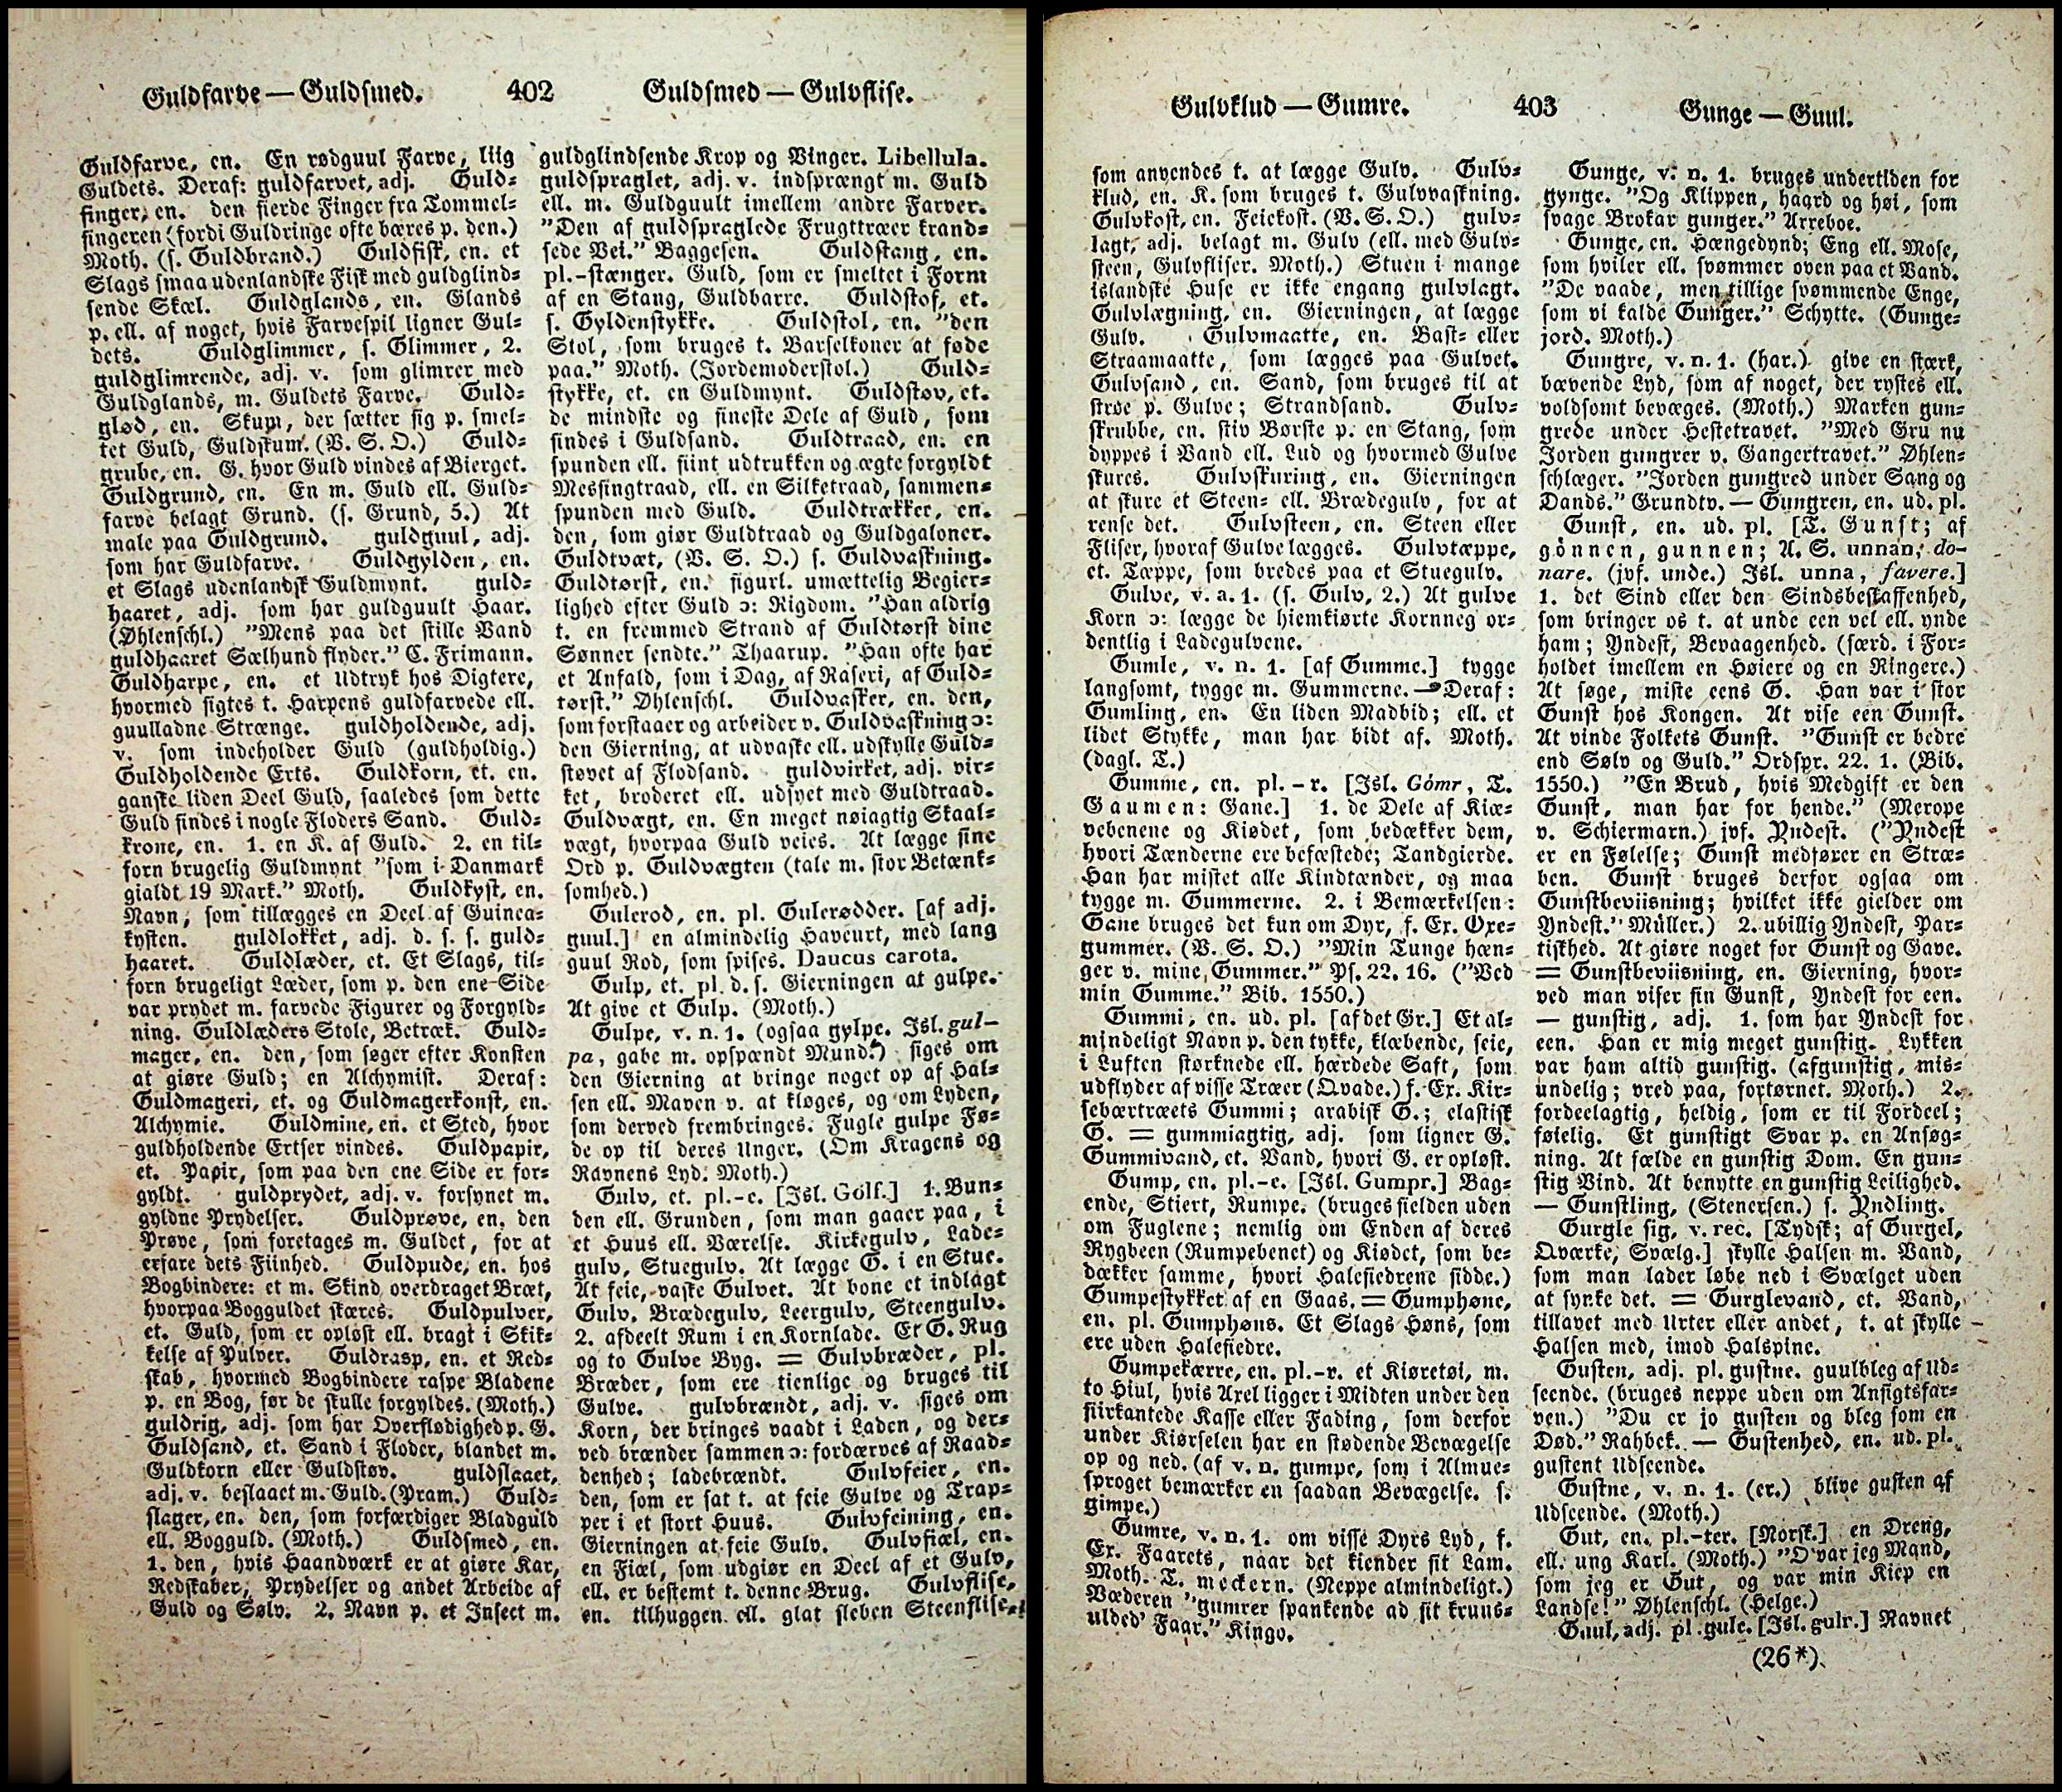 Guldfarve — Guldsmed.
402
Guldsmed — Gulvflise.
Guldfarve, en. En rødguul Farve, liig
Guldets. Deraf: guldfarvet, adj. Guld-
finger, en. den fierde Finger fra Tommel-
fingeren (fordi Guldringe ofte bæres p. den.)
Moth. (s. Guldbrand.) Guldfisk, en. et
Slags smaa udenlandske Fisk med guldglind-
sende Skæl. Guldglands, en. Glands
p. ell. af noget, hvis Farvespil ligner Gul-
dets. Guldglimmer, s. Glimmer, 2.
guldglimrende, adj. v. som glimrer med
Guldglands, m. Guldets Farve. Guld-
glød, en. Skum, der sætter sig p. smel-
tet Guld, Guldskum. (V. S. O.) Guld-
grube, en. G. hvor Guld vindes af Bierget.
Guldgrund, en. En m. Guld ell. Guld-
farve belagt Grund. (s. Grund, 5.) At
male paa Guldgrund. guldguul, adj.
som har Guldfarve. Guldgylden, en.
et Slags udenlandsk Guldmynt. guld-
haaret, adj. som har guldguult Haar.
(Øhlenschl.) "Mens paa det stille Vand
guldhaaret Sælhund flyder." C. Frimann.
Guldharpe, en. et Udtryk hos Digtere,
hvormed sigtes t. Harpens guldfarvede ell.
guulladne Strænge. guldholdende, adj.
v. som indeholder Guld (guldholdig.)
Guldholdende Erts. Guldkorn, et. en.
ganske liden Deel Guld, saaledes som dette
Guld findes i nogle Floders Sand. Guld-
krone, en. 1. en K. af Guld. 2. en til-
forn brugelig Guldmynt "som i Danmark
gialdt 19 Mark." Moth. Guldkyst, en.
Navn, som tillægges en Deel af Guinea-
kysten. guldlokket, adj. d. s. s. guld-
haaret. Guldlæder, et. Et Slags, til-
forn brugeligt Læder, som p. den ene Side
var prydet m. farvede Figurer og Forgyld-
ning. Guldlæders Stole, Betræk. Guld-
mager, en. den, som søger efter Konsten
at giøre Guld; en Alchymist. Deraf:
Guldmageri, et. og Guldmagerkonst, en.
Alchymie. Guldmine, en. et Sted, hvor
guldholdende Ertser vindes. Guldpapir,
et. Papir, som paa den ene Side er for-
gyldt. guldprydet, adj. v. forsynet m.
gyldne Prydelser. Guldprøve, en. den
Prøve, som foretages m. Guldet, for at
erfare dets Fiinhed. Guldpude, en. hos
Bogbindere: et m. Skind overdraget Bræt,
hvorpaa Bogguldet skæres. Guldpulver,
et. Guld, som er opløst ell. bragt i Skik-
kelse af Pulver. Guldrasp, en. et Red-
skab, hvormed Bogbindere raspe Bladene
p. en Bog, før de skulle forgyldes. (Moth.)
guldrig, adj. som har Overflødighed p. G.
Guldsand, et. Sand i Floder, blandet m.
Guldkorn eller Guldstøv. guldslaaet,
adj. v. beslaaet m. Guld. (Pram.) Guld-
slager, en. den, som forfærdiger Bladguld
ell. Bogguld. (Moth.) Guldsmed, en.
1. den, hvis Haandværk er at giøre Kar,
Redskaber, Prydelser og andet Arbeide af
Guld og Sølv. 2. Navn p. et Insect m.
guldglindsende Krop og Vinger. Libellula.
guldspraglet, adj. v. indsprængt m. Guld
ell. m. Guldguult imellem andre Farver.
"Den af guldspraglede Frugttræer krand-
sede Vei." Baggesen. Guldstang, en.
pl.-stænger. Guld, som er smeltet i Form
af en Stang, Guldbarre. Guldstof, et.
s. Gyldenstykke. Guldstol, en. "den
Stol, som bruges t. Barselkoner at føde
paa." Moth. (Jordemoderstol.) Guld-
stykke, et. en Guldmynt. Guldstøv, et.
de mindste og fineste Dele af Guld, som
findes i Guldsand. Guldtraad, en. en
spunden ell. fiint udtrukken og ægte forgyldt
Messingtraad, ell. en Silketraad, sammen-
spunden med Guld. Guldtrækker, en.
den, som giør Guldtraad og Guldgaloner.
Guldtvæt, (V. S. O.) s. Guldvaskning.
Guldtørst, en. figurl. umættelig Begier-
lighed efter Guld ɔ: Rigdom. "Han aldrig
t. en fremmed Strand af Guldtørst dine
Sønner sendte." Thaarup. "Han ofte har
et Anfald, som i Dag, af Raseri, af Guld-
tørst." Øhlenschl. Guldvasker, en. den,
som forstaaer og arbeider v. Guldvaskning ɔ:
den Gierning, at udvaske ell. udskylle Guld-
støvet af Flodsand. guldvirket, adj. vir-
ket, broderet ell. udsyet med Guldtraad.
Guldvægt, en. En meget nøiagtig Skaal-
vægt, hvorpaa Guld veies. At lægge sine
Ord p. Guldvægten (tale m. stor Betænk-
somhed.)
Gulerod, en. pl. Gulerødder. [af adj.
guul.] en almindelig Haveurt, med lang
guul Rod, som spises. Daucus carota.
Gulp, et. pl. d. s. Gierningen at gulpe.
At give et Gulp. (Moth.)
Gulpe, v. n. 1. (ogsaa gylpe. Isl. gul-
pa, gabe m. opspændt Mund.) siges om
den Gierning at bringe noget op af Hal-
sen ell. Maven v. at kløges, og om Lyden,
som derved frembringes. Fugle gulpe Fø-
de op til deres Unger. (Om Kragens og
Ravnens Lyd. Moth.)
Gulv, et. pl.-e. [Isl. Gólf.] 1. Bun-
den ell. Grunden, som man gaaer paa, i
et Huus ell. Værelse. Kirkegulv, Lade-
gulv, Stuegulv. At lægge G. i en Stue.
At feie, vaske Gulvet. At bone et indlagt
Gulv. Brædegulv, Leergulv, Steengulv.
2. afdeelt Rum i en Kornlade. Et G. Rug
og to Gulve Byg. = Gulvbræder, pl.
Bræder, som ere tienlige og bruges til
Gulve. gulvbrændt, adj. v. siges om
Korn, der bringes vaadt i Laden, og der-
ved brænder sammen ɔ: fordærves af Raad-
denhed; ladebrændt. Gulvfeier, en.
den, som er sat t. at feie Gulve og Trap-
per i et stort Huus. Gulvfeining, en.
Gierningen at feie Gulv. Gulvfiæl, en.
en Fiæl, som udgiør en Deel af et Gulv,
ell. er bestemt t. denne Brug. Gulvflise,
en. tilhuggen ell. glat sleben Steenflise,
Gulvklud — Gumre.
403
Gunge — Guul.
som anvendes t. at lægge Gulv. Gulv-
klud, en. K. som bruges t. Gulvvaskning.
Gulvkost, en. Feiekost. (V. S. O.) gulv-
lagt, adj. belagt m. Gulv (ell. med Gulv-
steen, Gulvfliser. Moth.) Stuen i mange
islandske Huse er ikke engang gulvlagt.
Gulvlægning, en. Gierningen, at lægge
Gulv. Gulvmaatte, en. Bast- eller
Straamaatte, som lægges paa Gulvet.
Gulvsand, en. Sand, som bruges til at
strøe p. Gulve; Strandsand. Gulv-
skrubbe, en. stiv Børste p. en Stang, som
dyppes i Vand ell. Lud og hvormed Gulve
skures. Gulvskuring, en. Gierningen
at skure et Steen- ell. Brædegulv, for at
rense det. Gulvsteen, en. Steen eller
Fliser, hvoraf Gulve lægges. Gulvtæppe,
et. Tæppe, som bredes paa et Stuegulv.
Gulve, v. a. 1. (s. Gulv, 2.) At gulve
Korn ɔ: lægge de hiemkiørte Kornneg or-
dentlig i Ladegulvene.
Gumle, v. n. 1. [af Gumme.] tygge
langsomt, tygge m. Gummerne. — Deraf:
Gumling, en. En liden Madbid; ell. et
lidet Stykke, man har bidt af. Moth.
(dagl. T.)
Gumme, en. pl. - r. [Isl. Gómr, T.
Gaumen: Gane.] 1. de Dele af Kiæ-
vebenene og Kiødet, som bedækker dem,
hvori Tænderne ere befæstede; Tandgierde.
Han har mistet alle Kindtænder, og maa
tygge m. Gummerne. 2. i Bemærkelsen:
Gane bruges det kun om Dyr, f. Ex. Oxe-
gummer. (V. S. O.) "Min Tunge hæn-
ger v. mine Gummer." Ps. 22. 16. ("Ved
min Gumme." Bib. 1550.)
Gummi, en. ud. pl. [af det Gr.] Et al-
mindeligt Navn p. den tykke, klæbende, seie,
i Luften størknede ell. hærdede Saft, som
udflyder af visse Træer (Qvade.) f. Ex. Kir-
sebærtræets Gummi; arabisk G.; elastisk
G. = gummiagtig, adj. som ligner G.
Gummivand, et. Vand, hvori G. er opløst.
Gump, en. pl.-e. [Isl. Gumpr.] Bag-
ende, Stiert, Rumpe. (bruges sielden uden
om Fuglene; nemlig om Enden af deres
Rygbeen (Rumpebenet) og Kiødet, som be-
dækker samme, hvori Halefiedrene sidde.)
Gumpestykket af en Gaas. = Gumphøne,
en. pl. Gumphøns. Et Slags Høns, som
ere uden Halefiedre.
Gumpekærre, en. pl.-r. et Kiøretøi, m.
to Hiul, hvis Axel ligger i Midten under den
fiirkantede Kasse eller Fading, som derfor
under Kiørselen har en stødende Bevægelse
op og ned. (af v. n. gumpe, som i Almue-
sproget bemærker en saadan Bevægelse. s.
gimpe.)
Gumre, v. n. 1. om visse Dyrs Lyd, f.
Ex. Faarets, naar det kiender sit Lam.
Moth. T. meckern. (Neppe almindeligt.)
Væderen "gumrer spankende ad sit kruus-
ulded' Faar." Kingo.
Gunge, v. n. 1. bruges undertiden for
gynge. "Og Klippen, haard og høi, som
svage Brokar gunger." Arreboe.
Gunge, en. Hængedynd; Eng ell. Mose,
som hviler ell. svømmer oven paa et Vand.
"De vaade, men tillige svømmende Enge,
som vi kalde Gunger." Schytte. (Gunge-
jord. Moth.)
Gungre, v. n. 1. (har.) give en stærk,
bævende Lyd, som af noget, der rystes ell.
voldsomt bevæges. (Moth.) Marken gun-
grede under Hestetravet. "Med Gru nu
Jorden gungrer v. Gangertravet." Øhlen-
schlæger. "Jorden gungred under Sang og
Dands." Grundtv. — Gungren, en. ud. pl.
Gunst, en. ud. pl. [T. Gunst; af
gönnen, gunnen; A. S. unnan, do-
nare. (jvf. unde.) Isl. unna, favere.]
1. det Sind eller den Sindsbeskaffenhed,
som bringer os t. at unde een vel ell. ynde
ham; Yndest, Bevaagenhed. (særd. i For-
holdet imellem en Høiere og en Ringere.)
At søge, miste eens G. Han var i stor
Gunst hos Kongen. At vise een Gunst.
At vinde Folkets Gunst. "Gunst er bedre
end Sølv og Guld." Ordspr. 22. 1. (Bib.
1550.) "En Brud, hvis Medgift er den
Gunst, man har for hende." (Merope
v. Schiermarn.) jvf. Yndest. ("Yndest
er en Følelse; Gunst medfører en Stræ-
ben. Gunst bruges derfor ogsaa om
Gunstbeviisning; hvilket ikke gielder om
Yndest." Müller.) 2. ubillig Yndest, Par-
tiskhed. At giøre noget for Gunst og Gave.
= Gunstbeviisning, en. Gierning, hvor-
ved man viser sin Gunst, Yndest for een.
— gunstig, adj. 1. som har Yndest for
een. Han er mig meget gunstig. Lykken
var ham altid gunstig. (afgunstig, mis-
undelig; vred paa, fortørnet. Moth.) 2.
fordeelagtig, heldig, som er til Fordeel;
føielig. Et gunstigt Svar p. en Ansøg-
ning. At fælde en gunstig Dom. En gun-
stig Vind. At benytte en gunstig Leilighed.
— Gunstling, (Stenersen.) s. Yndling.
Gurgle sig, v. rec. [Tydsk; af Gurgel,
Qværke, Svælg.] skylle Halsen m. Vand,
som man lader løbe ned i Svælget uden
at synke det. = Gurglevand, et. Vand,
tillavet med Urter eller andet, t. at skylle
Halsen med, imod Halspine.
Gusten, adj. pl. gustne. guulbleg af Ud-
seende. (bruges neppe uden om Ansigtsfar-
ven.) "Du er jo gusten og bleg som en
Død." Rahbek. — Gustenhed, en. ud. pl.
gustent Udseende.
Gustne, v. n. 1. (er.) blive gusten af
Udseende. (Moth.)
Gut, en. pl.-ter. [Norsk.] en Dreng,
ell. ung Karl. (Moth.) "O var jeg Mand,
som jeg er Gut, og var min Kiep en
Landse!" Øhlenschl. (Helge.)
Guul, adj. pl. gule. [Isl. gulr.] Navnet
(26*)